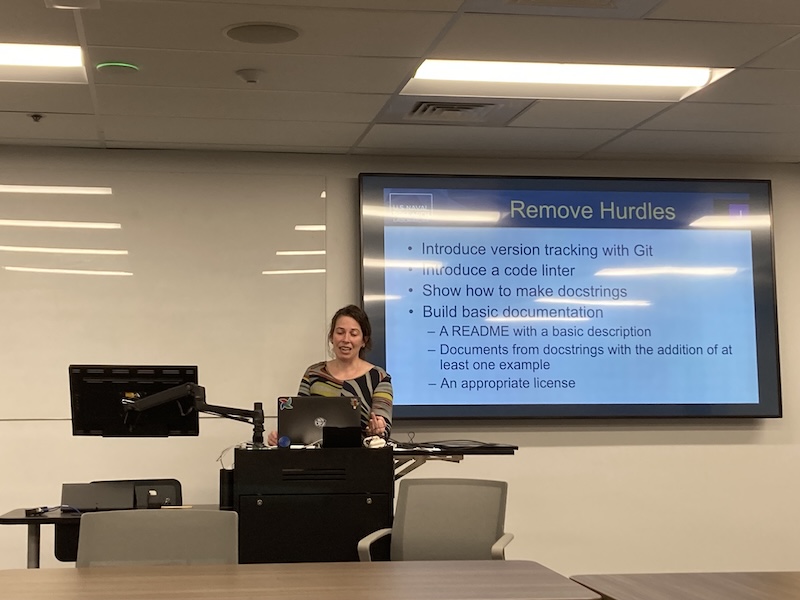 Remove Hurdles
• Introduce version tracking with Git
• Introduce a code linter
• Show how to make docstrings
• Build basic documentation
– A README with a basic description
– Documents from docstrings with the addition of at
least one example
– An appropriate license